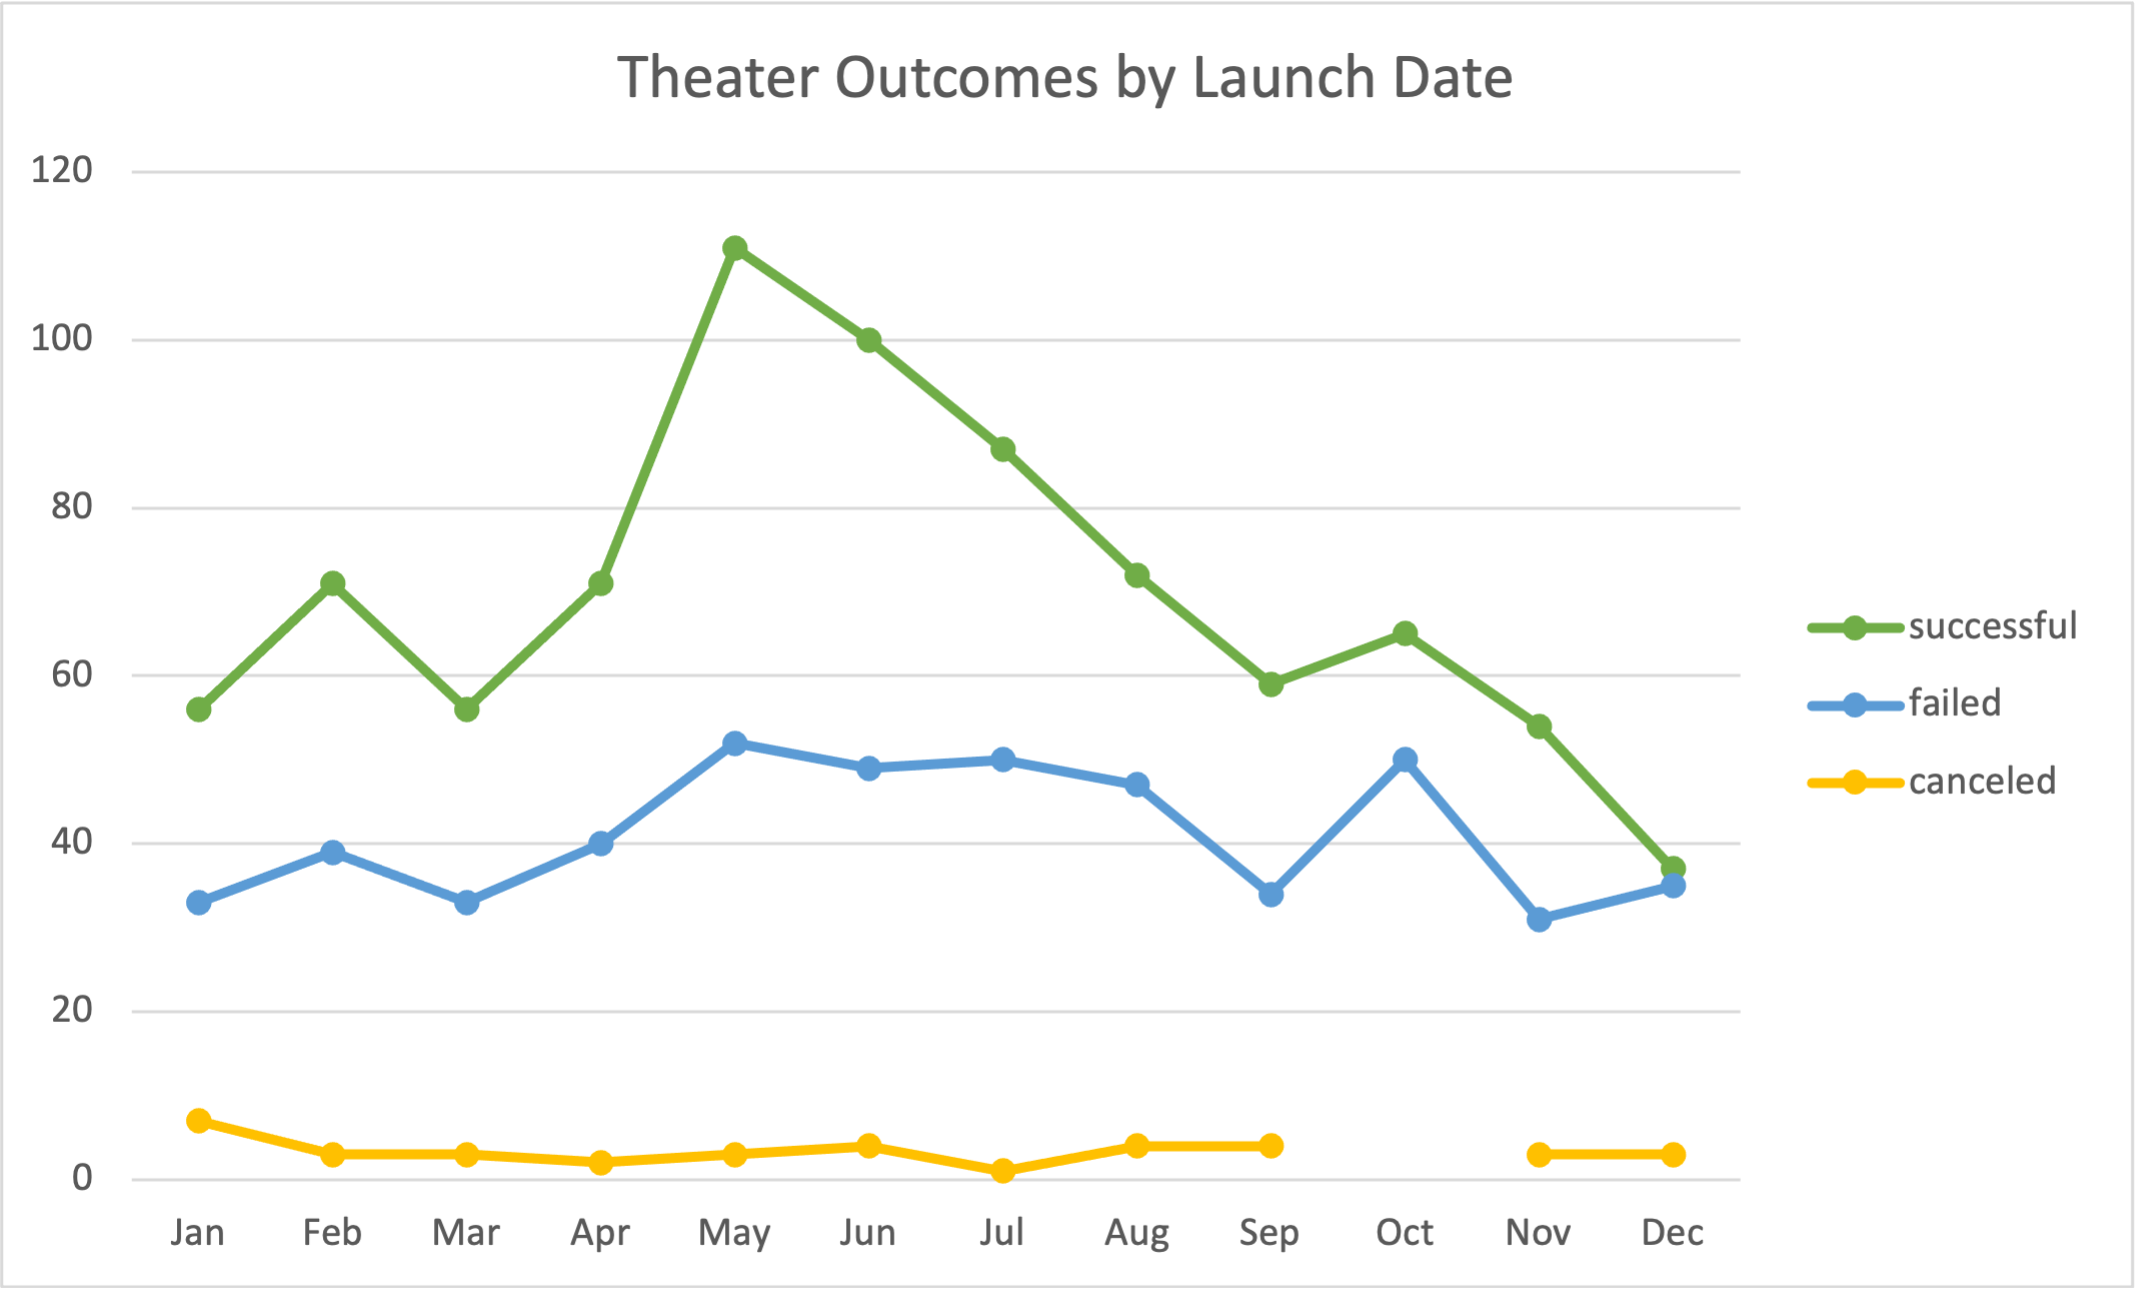 Theater Outcomes by Launch Date
120
100
80
60
40
20
0
Jan Feb Mar Apr May Jun Jul Aug Sep Oct Nov Dec
successful
failed
canceled